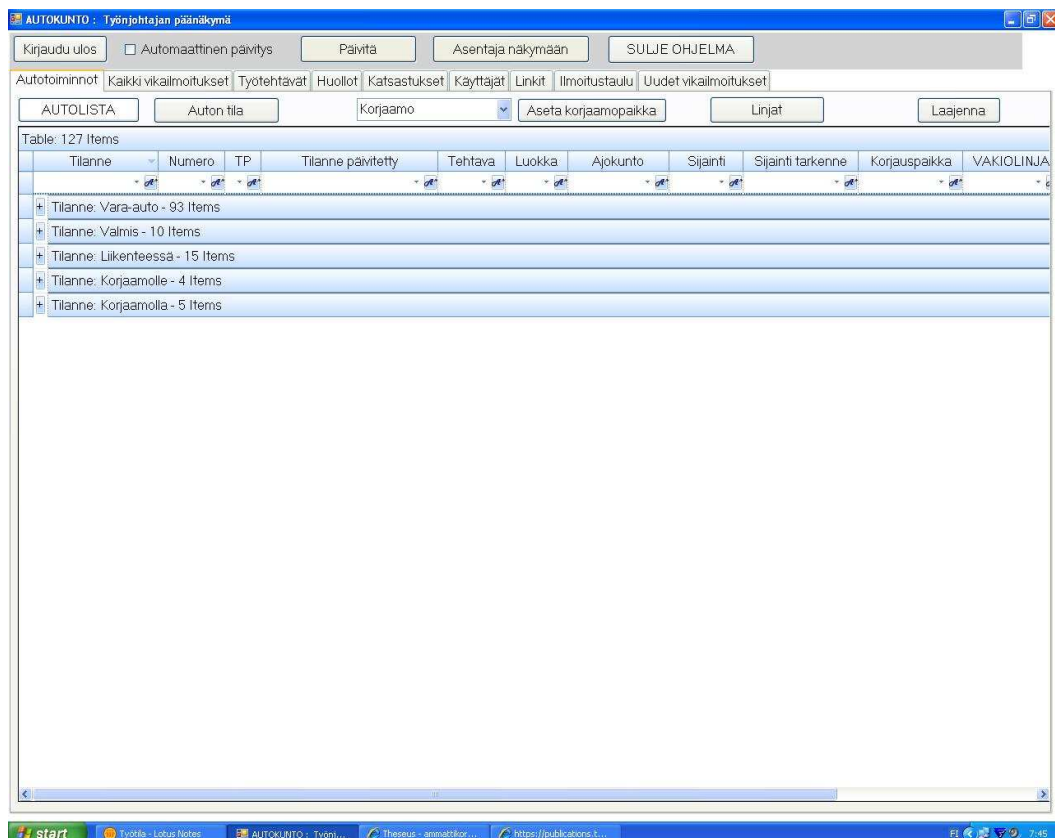 AUTOKUNTO : Työnjohtajan päänäkymä
Kirjaudu ulos Automaattinen päivitys Päivitä Asentaja näkymään SULJE OHJELMA
Autotoiminnot Kaikki vikailmoitukset Työtehtävät Huollot Katsastukset Käyttäjät Linkit Ilmoitustaulu Uudet vikailmoitukset
AUTOLISTA Auton tila Korjaamo Aseta korjaamopaikka Linjat Laajenna
Table: 127 Items
Tilanne Numero TP Tilanne päivitetty Tehtava Luokka Ajokunto Sijainti Sijainti tarkenne Korjauspaikka VAKIOLINJA
Tilanne: Vara-auto - 93 Items
Tilanne: Valmis - 10 Items
Tilanne: Liikenteessä - 15 Items
Tilanne: Korjaamolle - 4 Items
Tilanne: Korjaamolla - 5 Items
start Työtila - Lotus Notes AUTOKUNTO : Työnj... Theseus - ammattikor... https://publications.t... FI 7:45